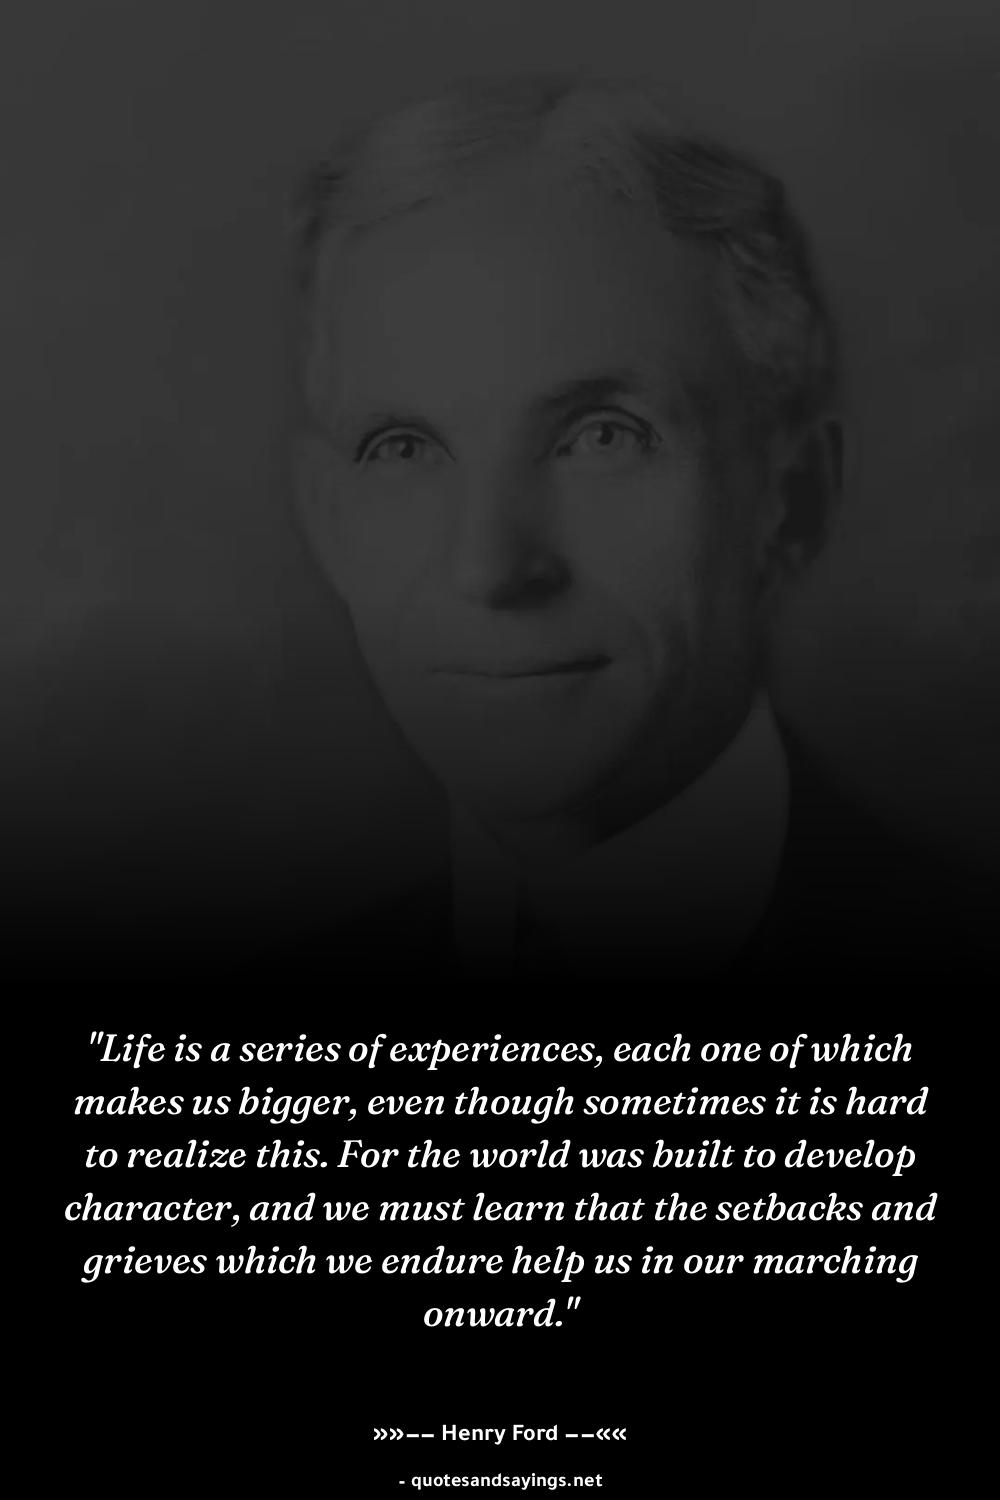 "Life is a series of experiences, each one of which
makes us bigger, even though sometimes it is hard
to realize this. For the world was built to develop
character, and we must learn that the setbacks and
grieves which we endure help us in our marching
onward."
»»−− Henry Ford −−««
- quotesandsayings.net